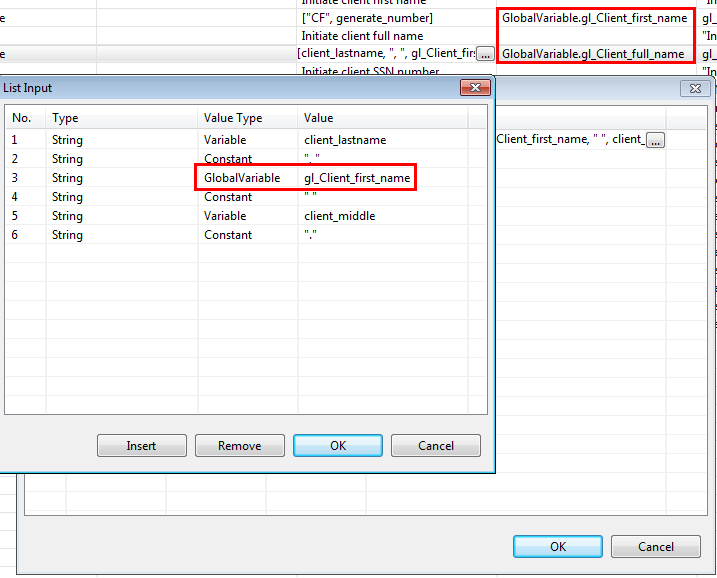 Initiate client first name
e ["CF", generate_number] GlobalVariable.gl_Client_first_name gl_
Initiate client full name "In
e [client_lastname, ", ", gl_Client_firs ... GlobalVariable.gl_Client_full_name gl_
Initiate client SSN number "In
List Input
No. Type Value Type Value
1 String Variable client_lastname
Client_first_name, " ", client_ ...
2 String Constant ", "
3 String GlobalVariable gl_Client_first_name
4 String Constant " "
5 String Variable client_middle
6 String Constant "."
Insert Remove OK Cancel
OK Cancel